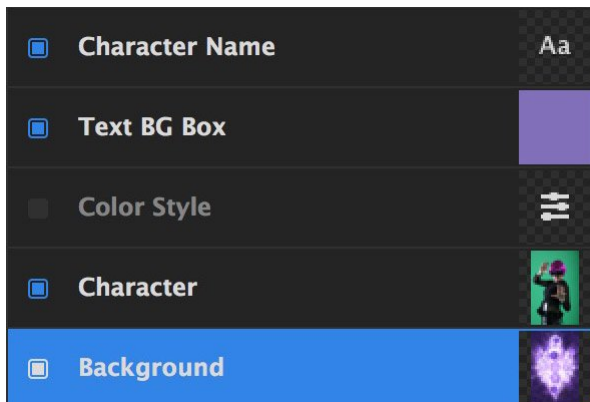 Character Name
Aa
Text BG Box
Color Style
Character
Background